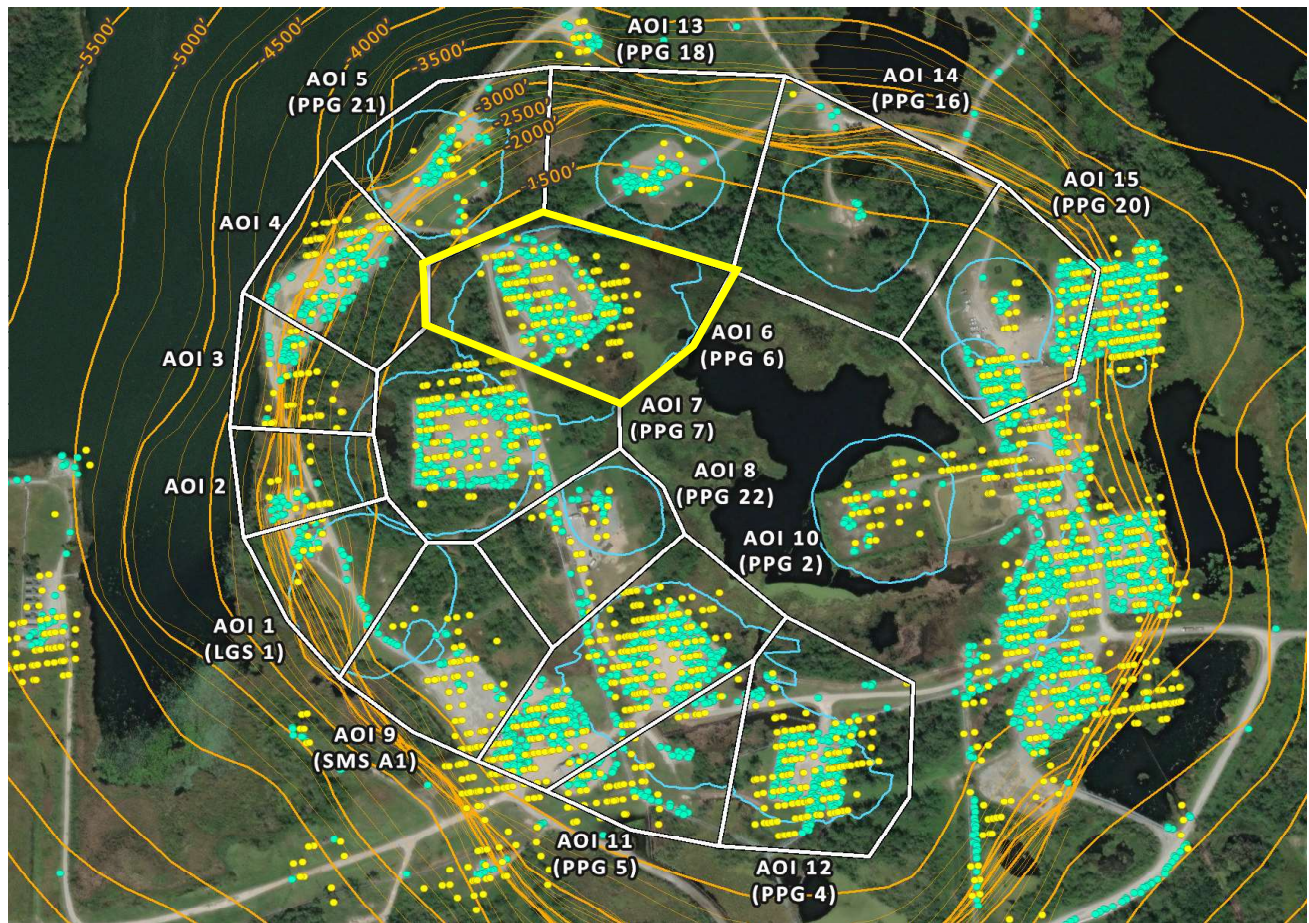 -5500'
-5000'
-4500'
-4000'
-3500'
-3000'
-2500'
-2000'
-1500'
AOI 13
(PPG 18)
AOI 14
(PPG 16)
AOI 5
(PPG 21)
AOI 15
(PPG 20)
AOI 4
AOI 3
AOI 6
(PPG 6)
AOI 7
(PPG 7)
AOI 2
AOI 8
(PPG 22)
AOI 10
(PPG 2)
AOI 1
(LGS 1)
AOI 9
(SMS A1)
AOI 11
(PPG 5)
AOI 12
(PPG 4)